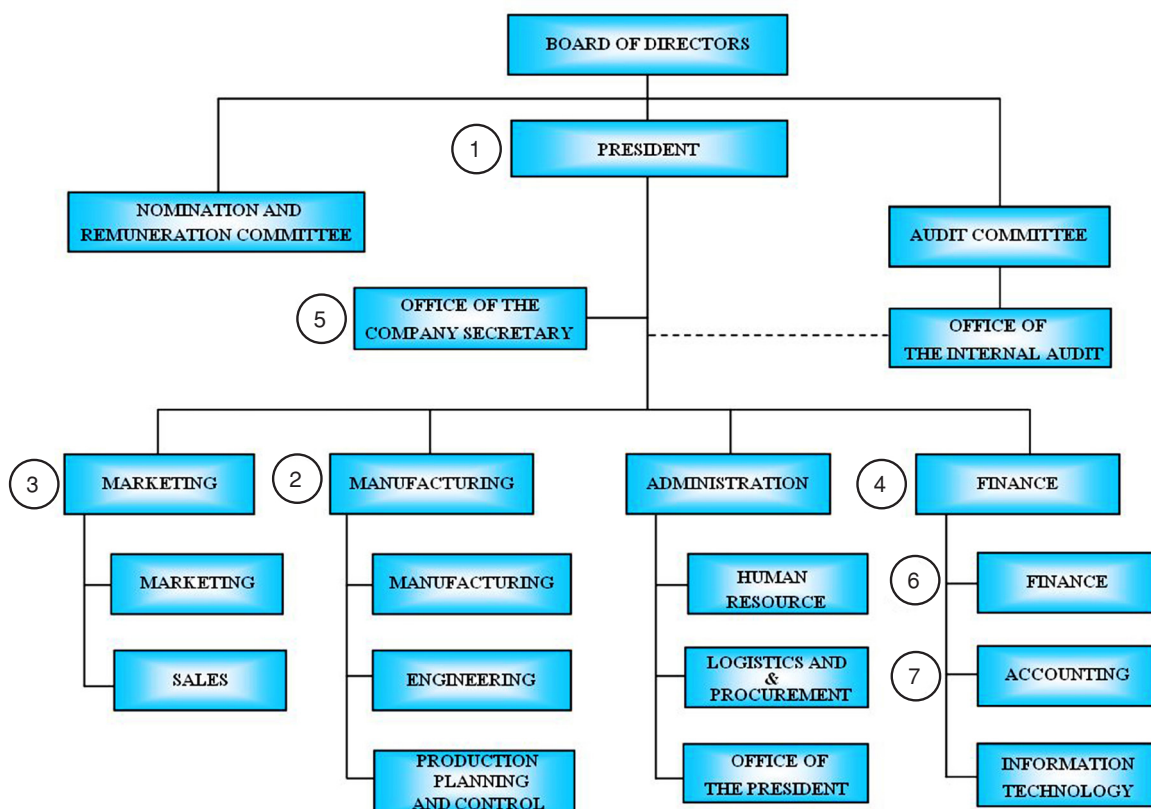 BOARD OF DIRECTORS
1
PRESIDENT
NOMINATION AND
REMUNERATION COMMITTEE
AUDIT COMMITTEE
5
OFFICE OF THE
COMPANY SECRETARY
OFFICE OF
THE INTERNAL AUDIT
3
MARKETING
2
MANUFACTURING
ADMINISTRATION
4
FINANCE
MARKETING
MANUFACTURING
HUMAN
RESOURCE
6
FINANCE
SALES
ENGINEERING
LOGISTICS AND
&
PROCUREMENT
7
ACCOUNTING
PRODUCTION
PLANNING
AND CONTROL
OFFICE OF
THE PRESIDENT
INFORMATION
TECHNOLOGY